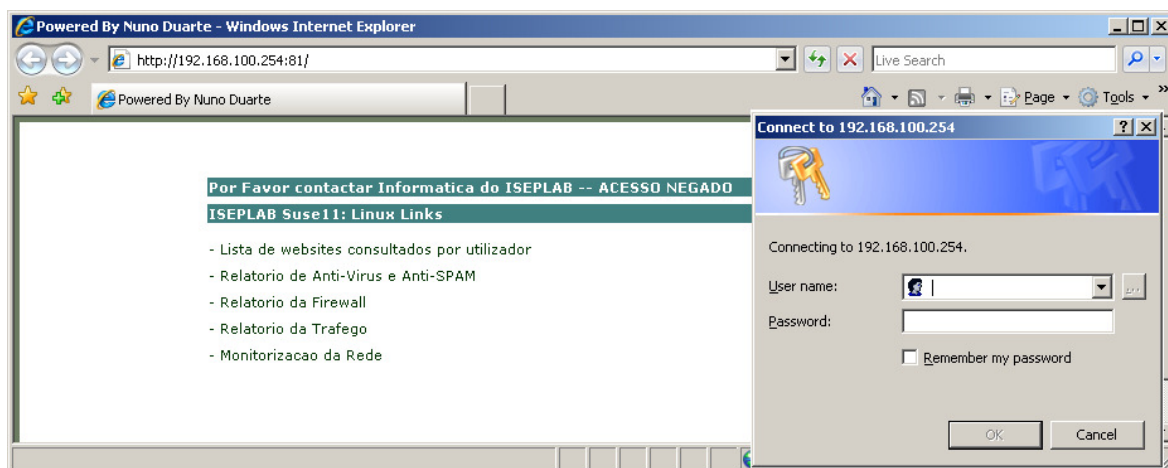 Powered By Nuno Duarte - Windows Internet Explorer
http://192.168.100.254:81/
Live Search
Powered By Nuno Duarte
Page
Tools
»
Por Favor contactar Informatica do ISEPLAB -- ACESSO NEGADO
ISEPLAB Suse11: Linux Links
- Lista de websites consultados por utilizador
- Relatorio de Anti-Virus e Anti-SPAM
- Relatorio da Firewall
- Relatorio da Trafego
- Monitorizacao da Rede
Connect to 192.168.100.254
Connecting to 192.168.100.254.
User name:
...
Password:
Remember my password
OK
Cancel